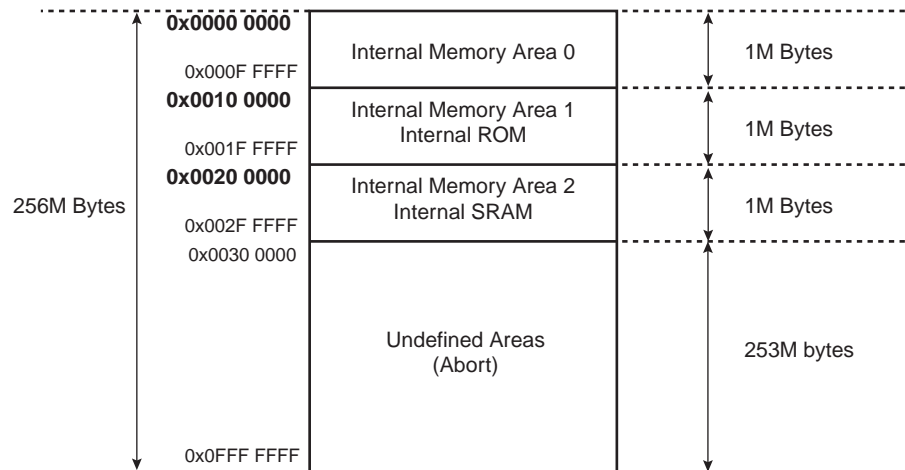 0x0000 0000
Internal Memory Area 0
1M Bytes
0x000F FFFF
0x0010 0000
Internal Memory Area 1
Internal ROM
1M Bytes
0x001F FFFF
0x0020 0000
Internal Memory Area 2
Internal SRAM
1M Bytes
256M Bytes
0x002F FFFF
0x0030 0000
Undefined Areas
(Abort)
253M bytes
0x0FFF FFFF